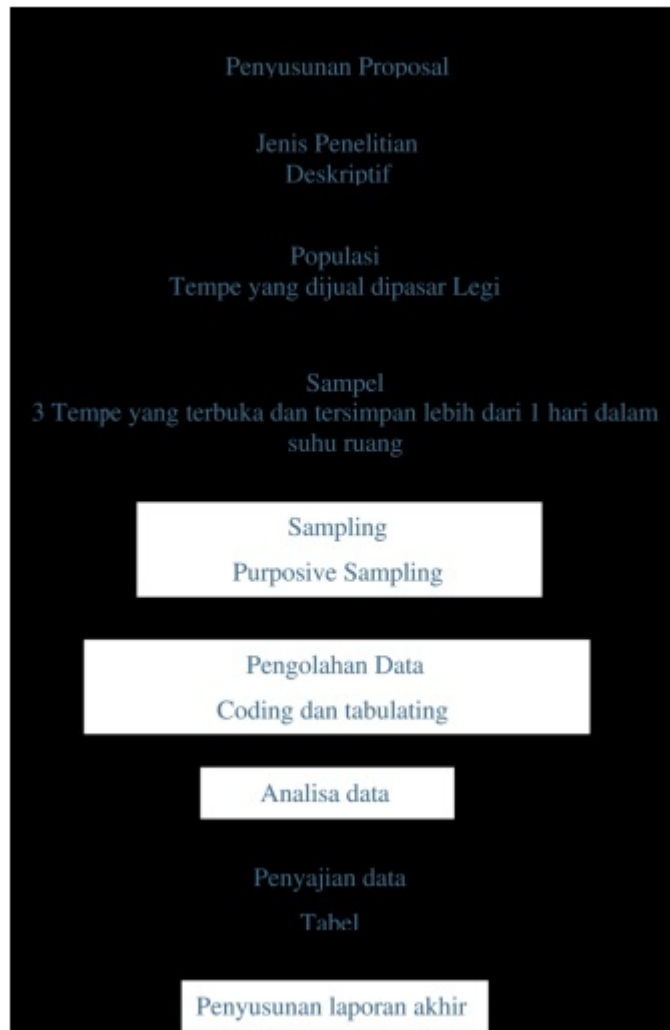 Penyusunan Proposal
Jenis Penelitian
Deskriptif
Populasi
Tempe yang dijual dipasar Legi
Sampel
3 Tempe yang terbuka dan tersimpan lebih dari 1 hari dalam
suhu ruang
Sampling
Purposive Sampling
Pengolahan Data
Coding dan tabulating
Analisa data
Penyajian data
Tabel
Penyusunan laporan akhir